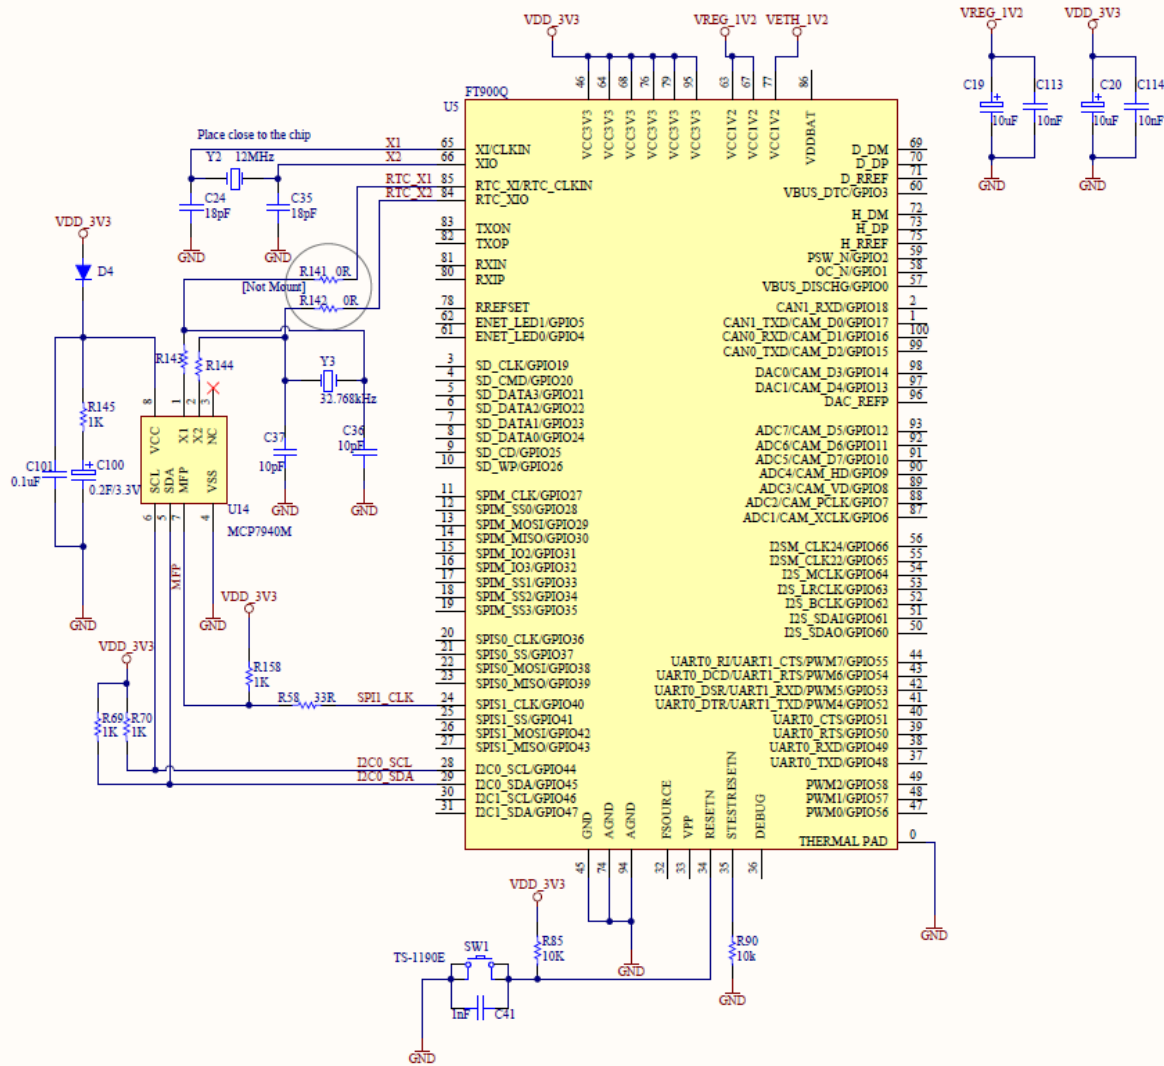 VDD_3V3
VREG_1V2
VETH_1V2
VREG_1V2
VDD_3V3
46
64
68
76
79
95
63
67
77
86
FT900Q
U5
VCC3V3
VCC3V3
VCC3V3
VCC3V3
VCC3V3
VCC3V3
VCC1V2
VCC1V2
VCC1V2
VDDBAT
C19
10uF
C113
10nF
C20
10uF
C114
10nF
GND
GND
Place close to the chip
Y2 12MHz
C24
18pF
C35
18pF
GND
GND
X1 65 XI/CLKIN
X2 66 XIO
RTC_X1 85 RTC_XI/RTC_CLKIN
RTC_X2 84 RTC_XIO
83 TXON
82 TXOP
81 RXIN
80 RXIP
78 RREFSET
62 ENET_LED1/GPIO5
61 ENET_LED0/GPIO4
3 SD_CLK/GPIO19
4 SD_CMD/GPIO20
5 SD_DATA3/GPIO21
6 SD_DATA2/GPIO22
7 SD_DATA1/GPIO23
8 SD_DATA0/GPIO24
9 SD_CD/GPIO25
10 SD_WP/GPIO26
11 SPIM_CLK/GPIO27
12 SPIM_SS0/GPIO28
13 SPIM_MOSI/GPIO29
14 SPIM_MISO/GPIO30
15 SPIM_IO2/GPIO31
16 SPIM_IO3/GPIO32
17 SPIM_SS1/GPIO33
18 SPIM_SS2/GPIO34
19 SPIM_SS3/GPIO35
20 SPIS0_CLK/GPIO36
21 SPIS0_SS/GPIO37
22 SPIS0_MOSI/GPIO38
23 SPIS0_MISO/GPIO39
SPI1_CLK 24 SPIS1_CLK/GPIO40
25 SPIS1_SS/GPIO41
26 SPIS1_MOSI/GPIO42
27 SPIS1_MISO/GPIO43
I2C0_SCL 28 I2C0_SCL/GPIO44
I2C0_SDA 29 I2C0_SDA/GPIO45
30 I2C1_SCL/GPIO46
31 I2C1_SDA/GPIO47
D_DM 69
D_DP 70
D_RREF 71
VBUS_DTC/GPIO3 60
H_DM 72
H_DP 73
H_RREF 75
PSW_N/GPIO2 59
OC_N/GPIO1 58
VBUS_DISCHG/GPIO0 57
CAN1_RXD/GPIO18 2
CAN1_TXD/CAM_D0/GPIO17 1
CAN0_RXD/CAM_D1/GPIO16 100
CAN0_TXD/CAM_D2/GPIO15 99
DAC0/CAM_D3/GPIO14 98
DAC1/CAM_D4/GPIO13 97
DAC_REFP 96
ADC7/CAM_D5/GPIO12 93
ADC6/CAM_D6/GPIO11 92
ADC5/CAM_D7/GPIO10 91
ADC4/CAM_HD/GPIO9 90
ADC3/CAM_VD/GPIO8 89
ADC2/CAM_PCLK/GPIO7 88
ADC1/CAM_XCLK/GPIO6 87
I2SM_CLK24/GPIO66 56
I2SM_CLK22/GPIO65 55
I2S_MCLK/GPIO64 54
I2S_LRCLK/GPIO63 53
I2S_BCLK/GPIO62 52
I2S_SDAI/GPIO61 51
I2S_SDAO/GPIO60 50
UART0_RI/UART1_CTS/PWM7/GPIO55 44
UART0_DCD/UART1_RTS/PWM6/GPIO54 43
UART0_DSR/UART1_RXD/PWM5/GPIO53 42
UART0_DTR/UART1_TXD/PWM4/GPIO52 41
UART0_CTS/GPIO51 40
UART0_RTS/GPIO50 39
UART0_RXD/GPIO49 38
UART0_TXD/GPIO48 37
PWM2/GPIO58 49
PWM1/GPIO57 48
PWM0/GPIO56 47
THERMAL PAD 0
GND
VDD_3V3
D4
R141 0R
[Not Mount]
R142 0R
R143
R144
Y3
32.768kHz
C37
10pF
C36
10pF
GND
GND
R145
1K
C101
0.1uF
C100
0.2F/3.3V
8
1
2
3
VCC
X1
X2
NC
SCL
SDA
MFP
VSS
6
5
7
4
U14
MCP7940M
MFP
GND
GND
VDD_3V3
R158
1K
R58 33R
VDD_3V3
R69
1K
R70
1K
GND
AGND
AGND
FSOURCE
VPP
RESETN
STESTRESETN
DEBUG
45
74
94
32
33
34
35
36
VDD_3V3
R85
10K
TS-1190E
SW1
1nF C41
GND
GND
R90
10k
GND